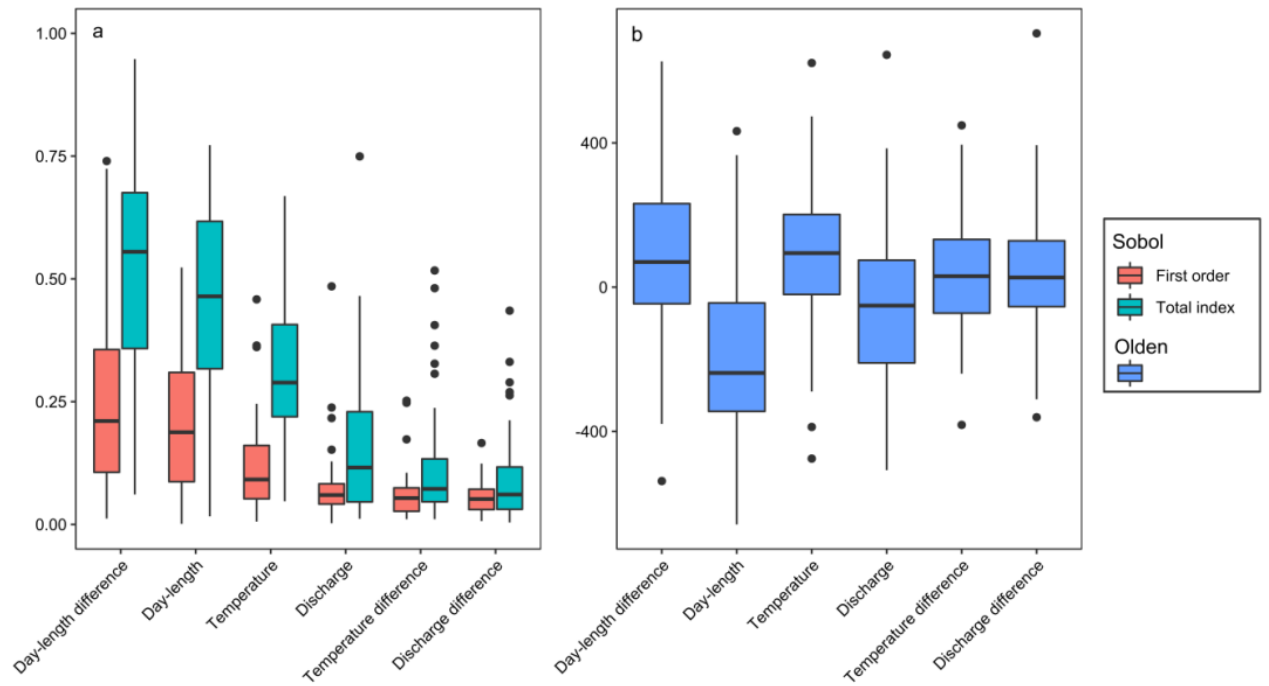 a
1.00
0.75
0.50
0.25
0.00
Day-length difference
Day-length
Temperature
Discharge
Temperature difference
Discharge difference
b
400
0
-400
Day-length difference
Day-length
Temperature
Discharge
Temperature difference
Discharge difference
Sobol
First order
Total index
Olden